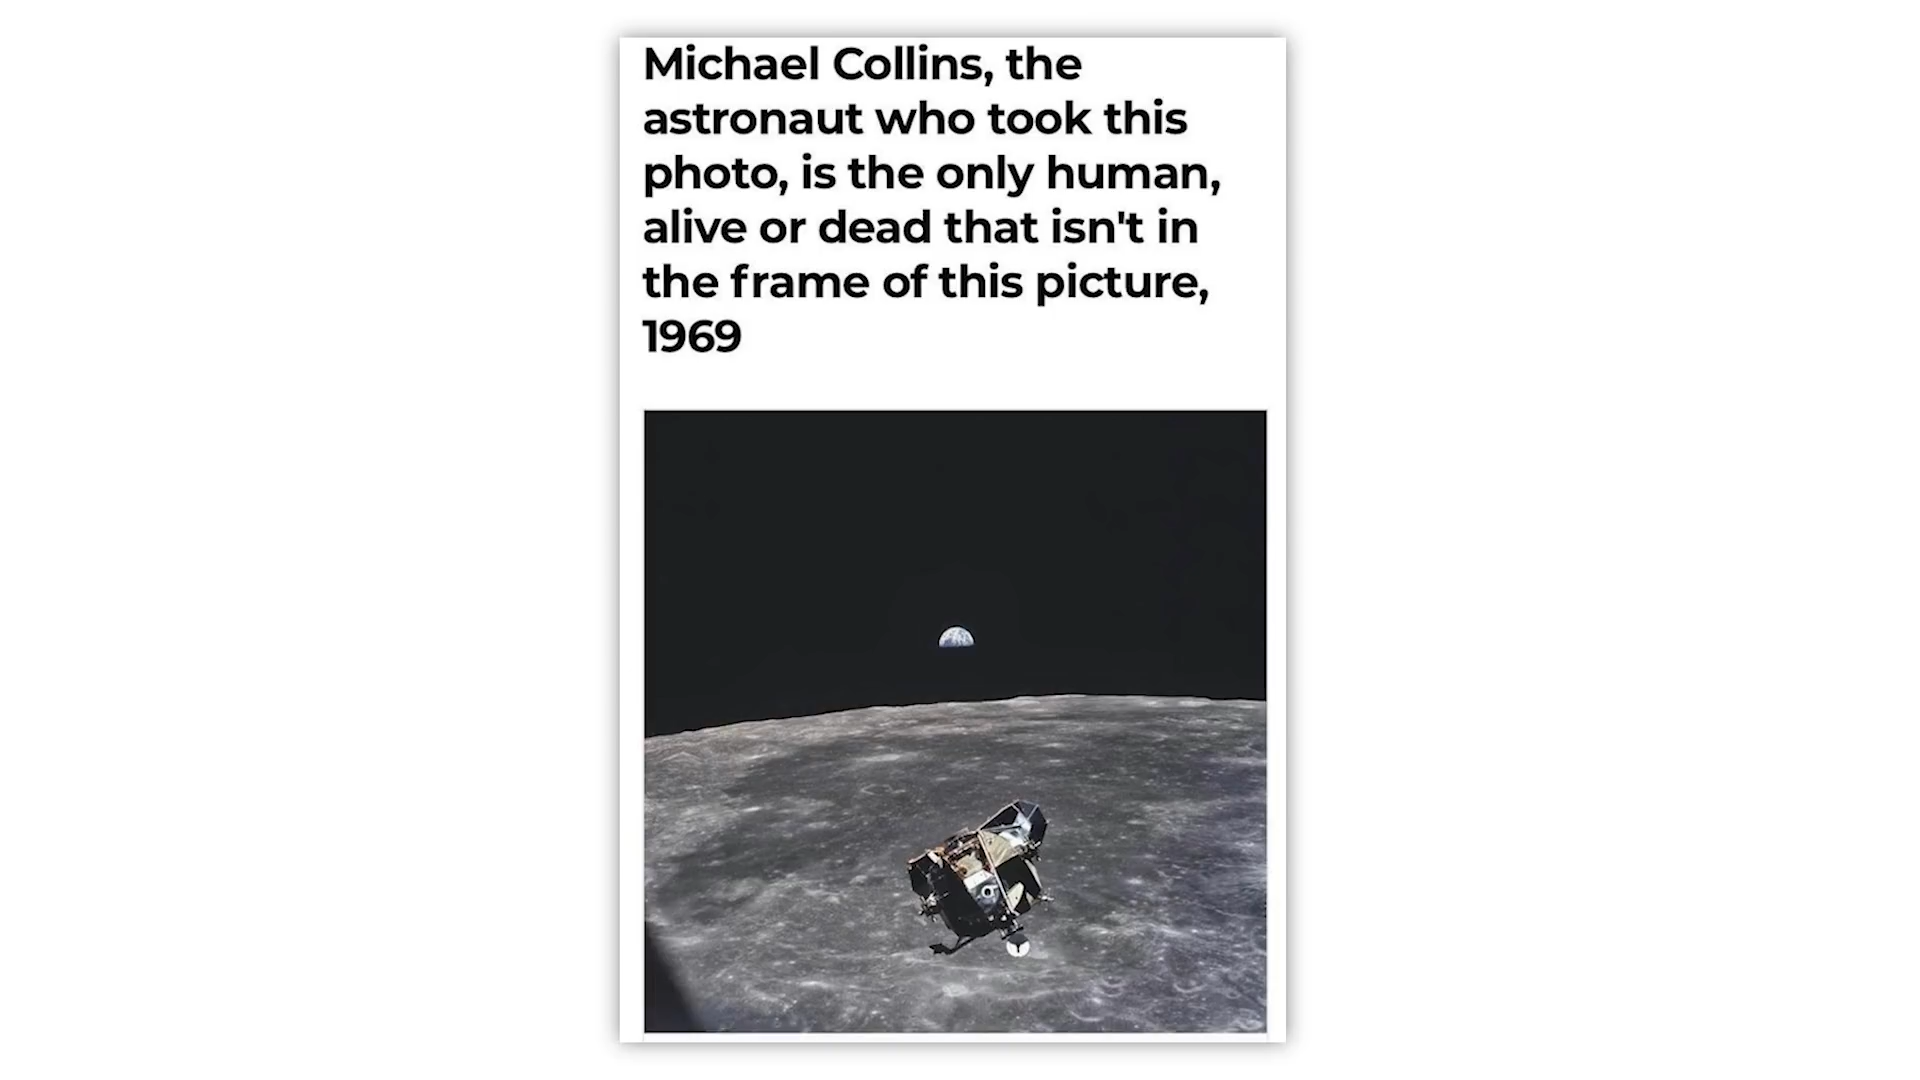 Michael Collins, the
astronaut who took this
photo, is the only human,
alive or dead that isn't in
the frame of this picture,
1969